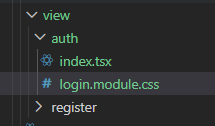 view
auth
index.tsx
# login.module.css
register